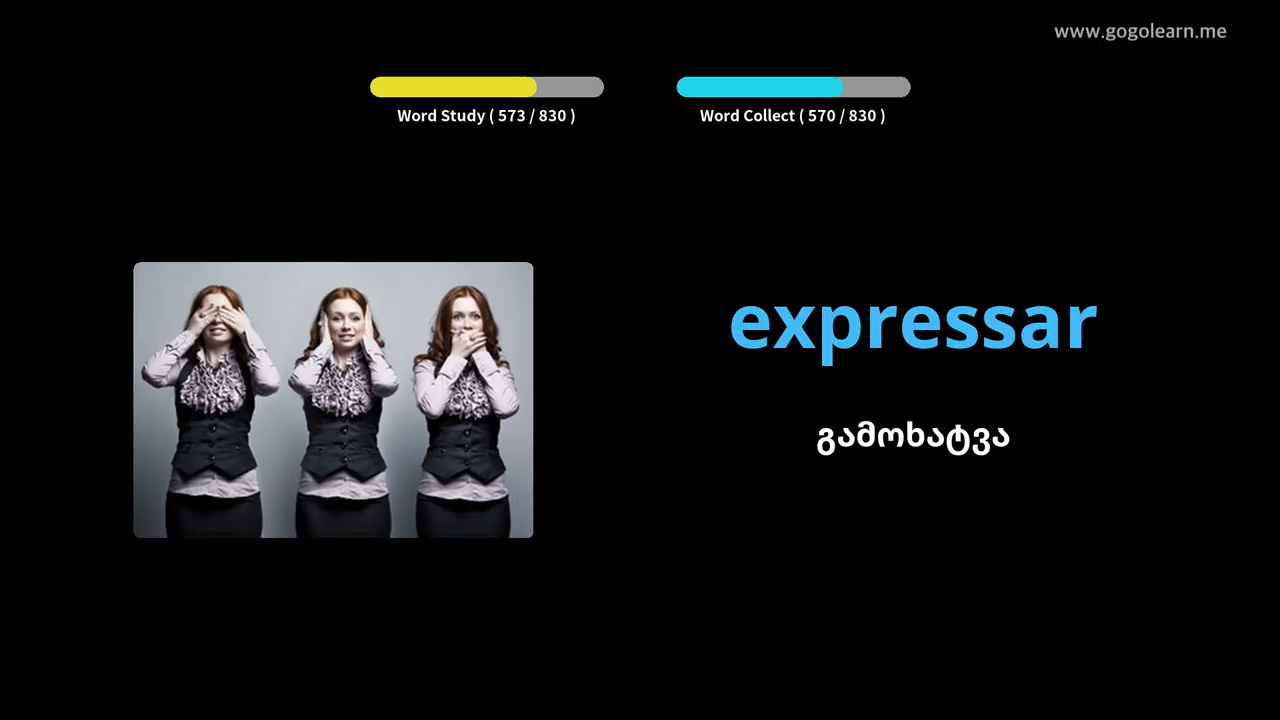 www.gogolearn.me
Word Study ( 573 / 830 )
Word Collect ( 570 / 830 )
expressar
გამოხატვა